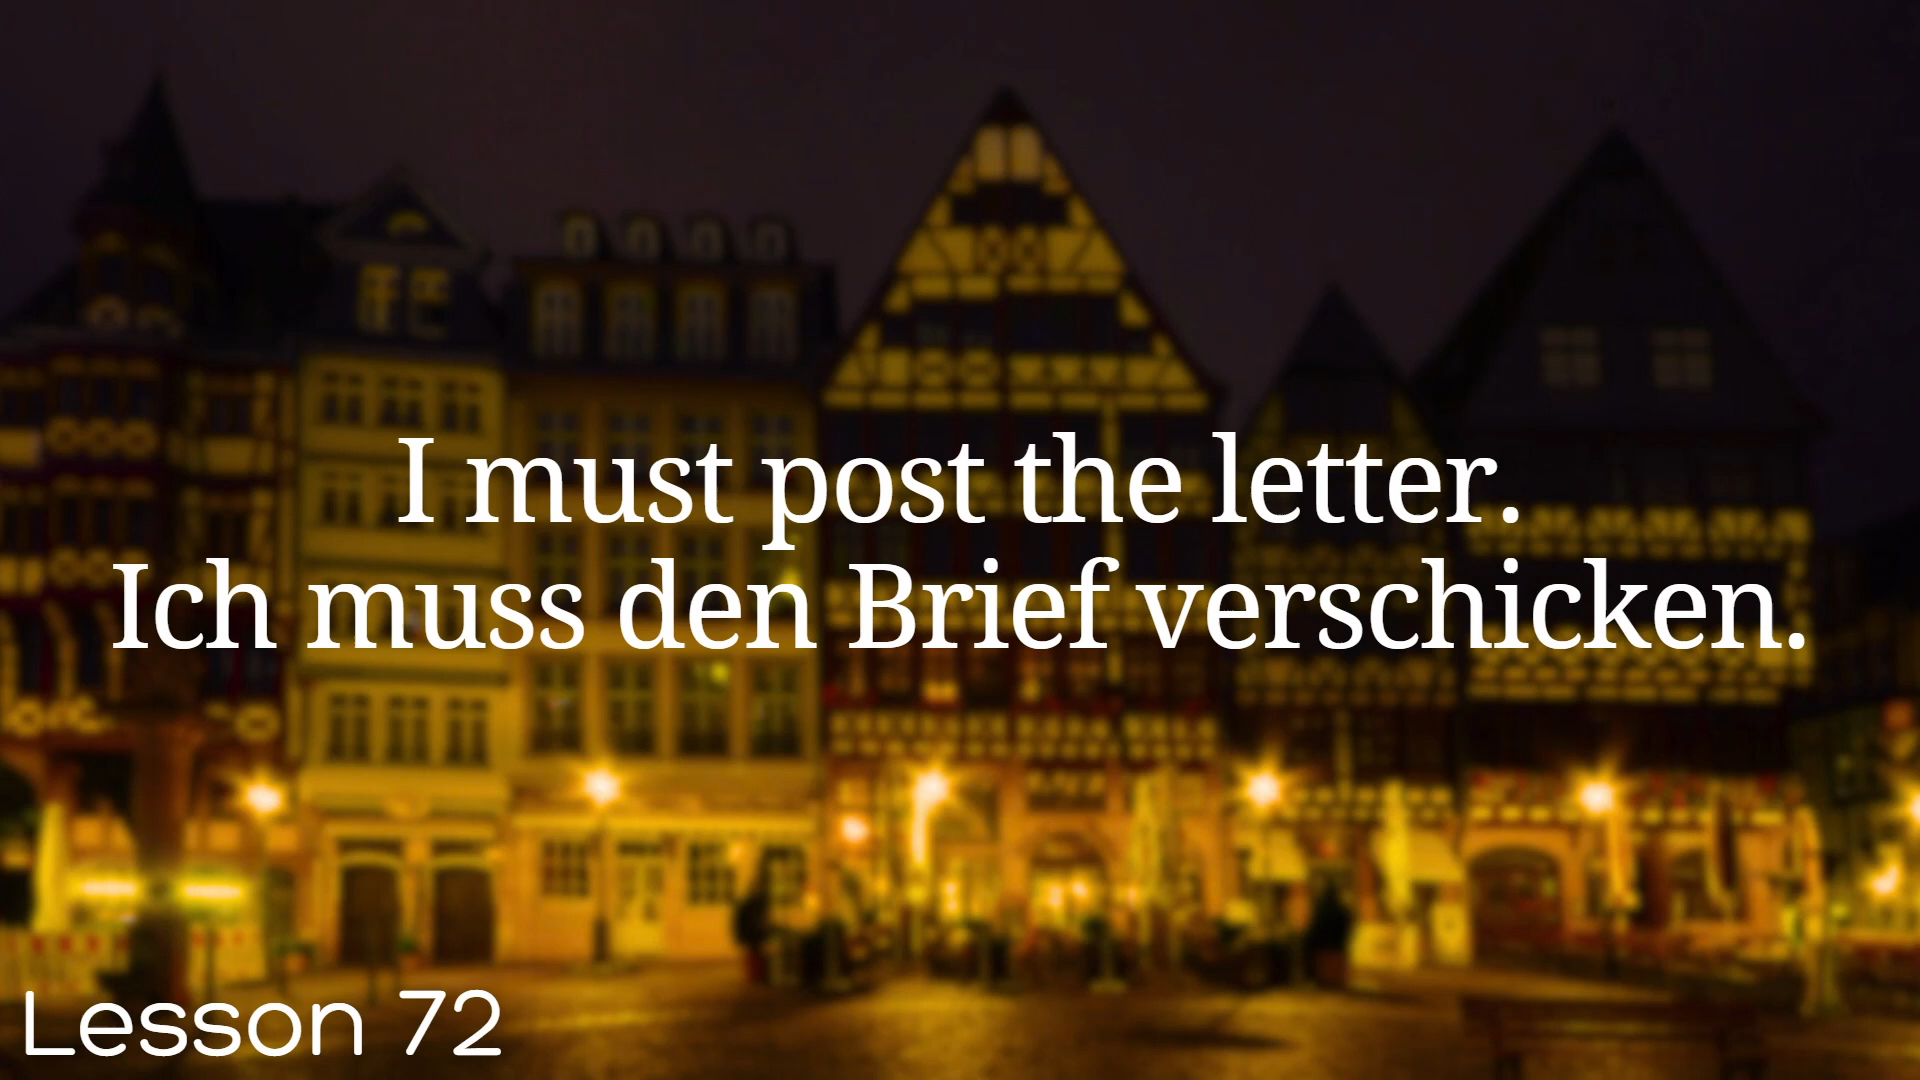 I must post the letter.
Ich muss den Brief verschicken.
Lesson 72